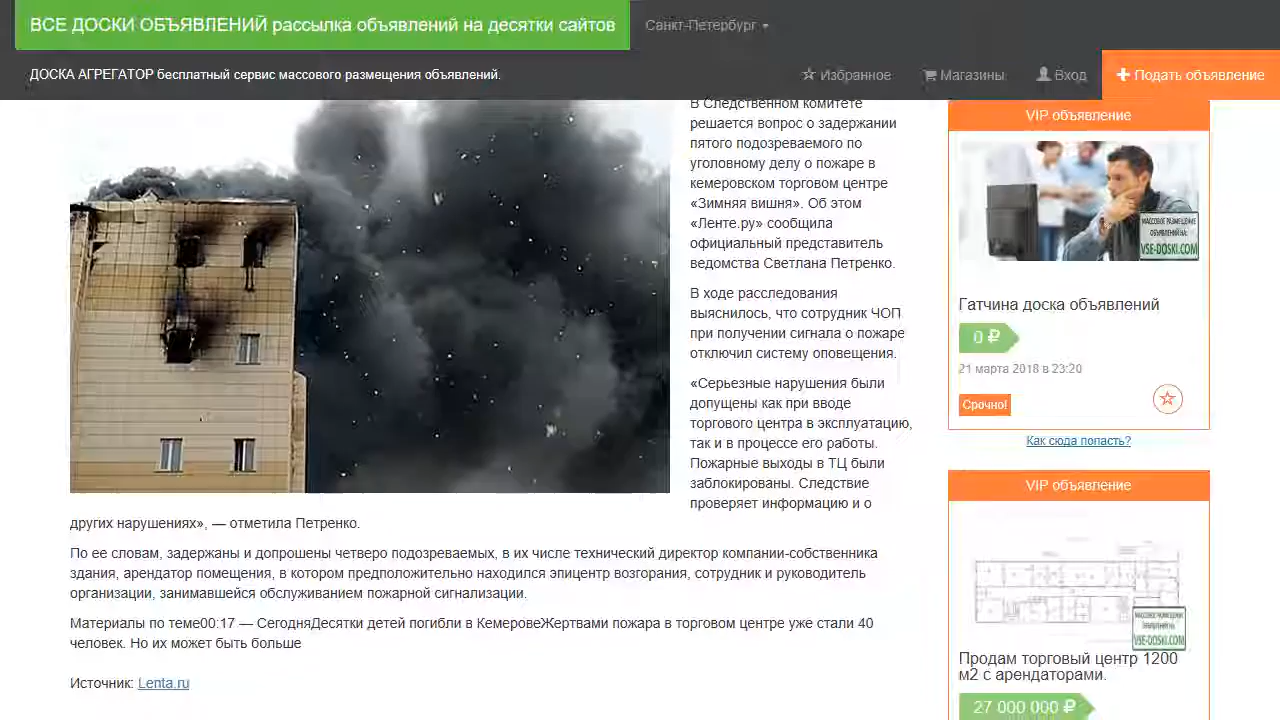 ВСЕ ДОСКИ ОБЪЯВЛЕНИЙ рассылка объявлений на десятки сайтов
Санкт-Петербург
ДОСКА АГРЕГАТОР бесплатный сервис массового размещения объявлений.
Избранное
Магазины
Вход
Подать объявление
В Следственном комитете
решается вопрос о задержании
пятого подозреваемого по
уголовному делу о пожаре в
кемеровском торговом центре
«Зимняя вишня». Об этом
«Ленте.ру» сообщила
официальный представитель
ведомства Светлана Петренко.
В ходе расследования
выяснилось, что сотрудник ЧОП
при получении сигнала о пожаре
отключил систему оповещения.
«Серьезные нарушения были
допущены как при вводе
торгового центра в эксплуатацию,
так и в процессе его работы.
Пожарные выходы в ТЦ были
заблокированы. Следствие
проверяет информацию и о
других нарушениях», — отметила Петренко.
По ее словам, задержаны и допрошены четверо подозреваемых, в их числе технический директор компании-собственника
здания, арендатор помещения, в котором предположительно находился эпицентр возгорания, сотрудник и руководитель
организации, занимавшейся обслуживанием пожарной сигнализации.
Материалы по теме00:17 — СегодняДесятки детей погибли в КемеровеЖертвами пожара в торговом центре уже стали 40
человек. Но их может быть больше
Источник: Lenta.ru
VIP объявление
МАССОВОЕ РАЗМЕЩЕНИЕ
ОБЪЯВЛЕНИЙ НА:
VSE-DOSKI.COM
Гатчина доска объявлений
0 ₽
21 марта 2018 в 23:20
Срочно!
Как сюда попасть?
VIP объявление
МАССОВОЕ РАЗМЕЩЕНИЕ
ОБЪЯВЛЕНИЙ НА:
VSE-DOSKI.COM
Продам торговый центр 1200
м2 с арендаторами.
27 000 000 ₽